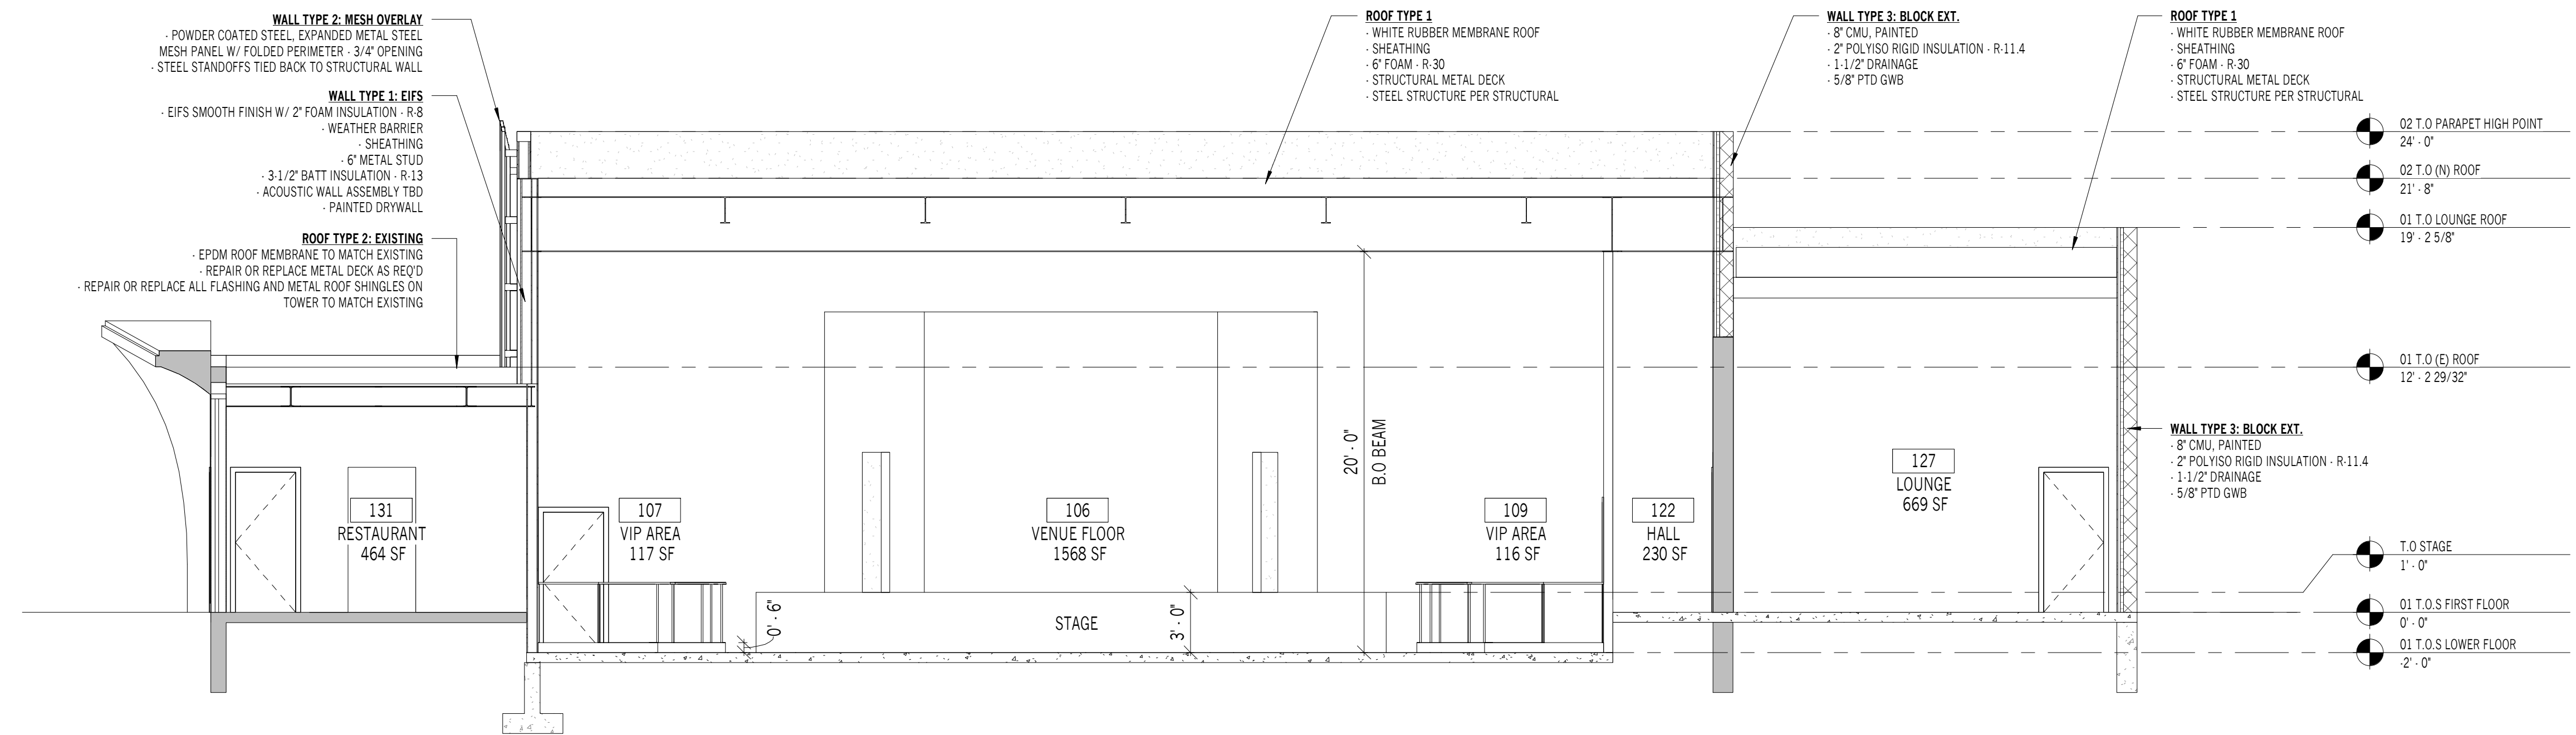 WALL TYPE 2: MESH OVERLAY
· POWDER COATED STEEL, EXPANDED METAL STEEL
MESH PANEL W/ FOLDED PERIMETER - 3/4" OPENING
· STEEL STANDOFFS TIED BACK TO STRUCTURAL WALL
WALL TYPE 1: EIFS
· EIFS SMOOTH FINISH W/ 2" FOAM INSULATION - R-8
· WEATHER BARRIER
· SHEATHING
· 6" METAL STUD
· 3-1/2" BATT INSULATION - R-13
· ACOUSTIC WALL ASSEMBLY TBD
· PAINTED DRYWALL
ROOF TYPE 2: EXISTING
· EPDM ROOF MEMBRANE TO MATCH EXISTING
· REPAIR OR REPLACE METAL DECK AS REQ'D
· REPAIR OR REPLACE ALL FLASHING AND METAL ROOF SHINGLES ON
TOWER TO MATCH EXISTING
ROOF TYPE 1
· WHITE RUBBER MEMBRANE ROOF
· SHEATHING
· 6" FOAM - R-30
· STRUCTURAL METAL DECK
· STEEL STRUCTURE PER STRUCTURAL
WALL TYPE 3: BLOCK EXT.
· 8" CMU, PAINTED
· 2" POLYISO RIGID INSULATION - R-11.4
· 1-1/2" DRAINAGE
· 5/8" PTD GWB
ROOF TYPE 1
· WHITE RUBBER MEMBRANE ROOF
· SHEATHING
· 6" FOAM - R-30
· STRUCTURAL METAL DECK
· STEEL STRUCTURE PER STRUCTURAL
02 T.O PARAPET HIGH POINT
24' - 0"
02 T.O (N) ROOF
21' - 8"
01 T.O LOUNGE ROOF
19' - 2 5/8"
01 T.O (E) ROOF
12' - 2 29/32"
WALL TYPE 3: BLOCK EXT.
· 8" CMU, PAINTED
· 2" POLYISO RIGID INSULATION - R-11.4
· 1-1/2" DRAINAGE
· 5/8" PTD GWB
T.O STAGE
1' - 0"
01 T.O.S FIRST FLOOR
0' - 0"
01 T.O.S LOWER FLOOR
-2' - 0"
131
RESTAURANT
464 SF
107
VIP AREA
117 SF
106
VENUE FLOOR
1568 SF
20' - 0"
B.O BEAM
109
VIP AREA
116 SF
122
HALL
230 SF
127
LOUNGE
669 SF
0' - 6"
STAGE
3' - 0"